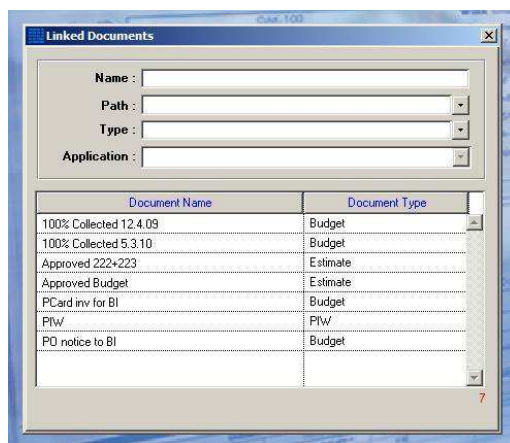 OAK-100
Linked Documents
Name :
Path :
Type :
Application :
Document Name Document Type
100% Collected 12.4.09 Budget
100% Collected 5.3.10 Budget
Approved 222+223 Estimate
Approved Budget Estimate
PCard inv for BI Budget
PIW PIW
PO notice to BI Budget
7